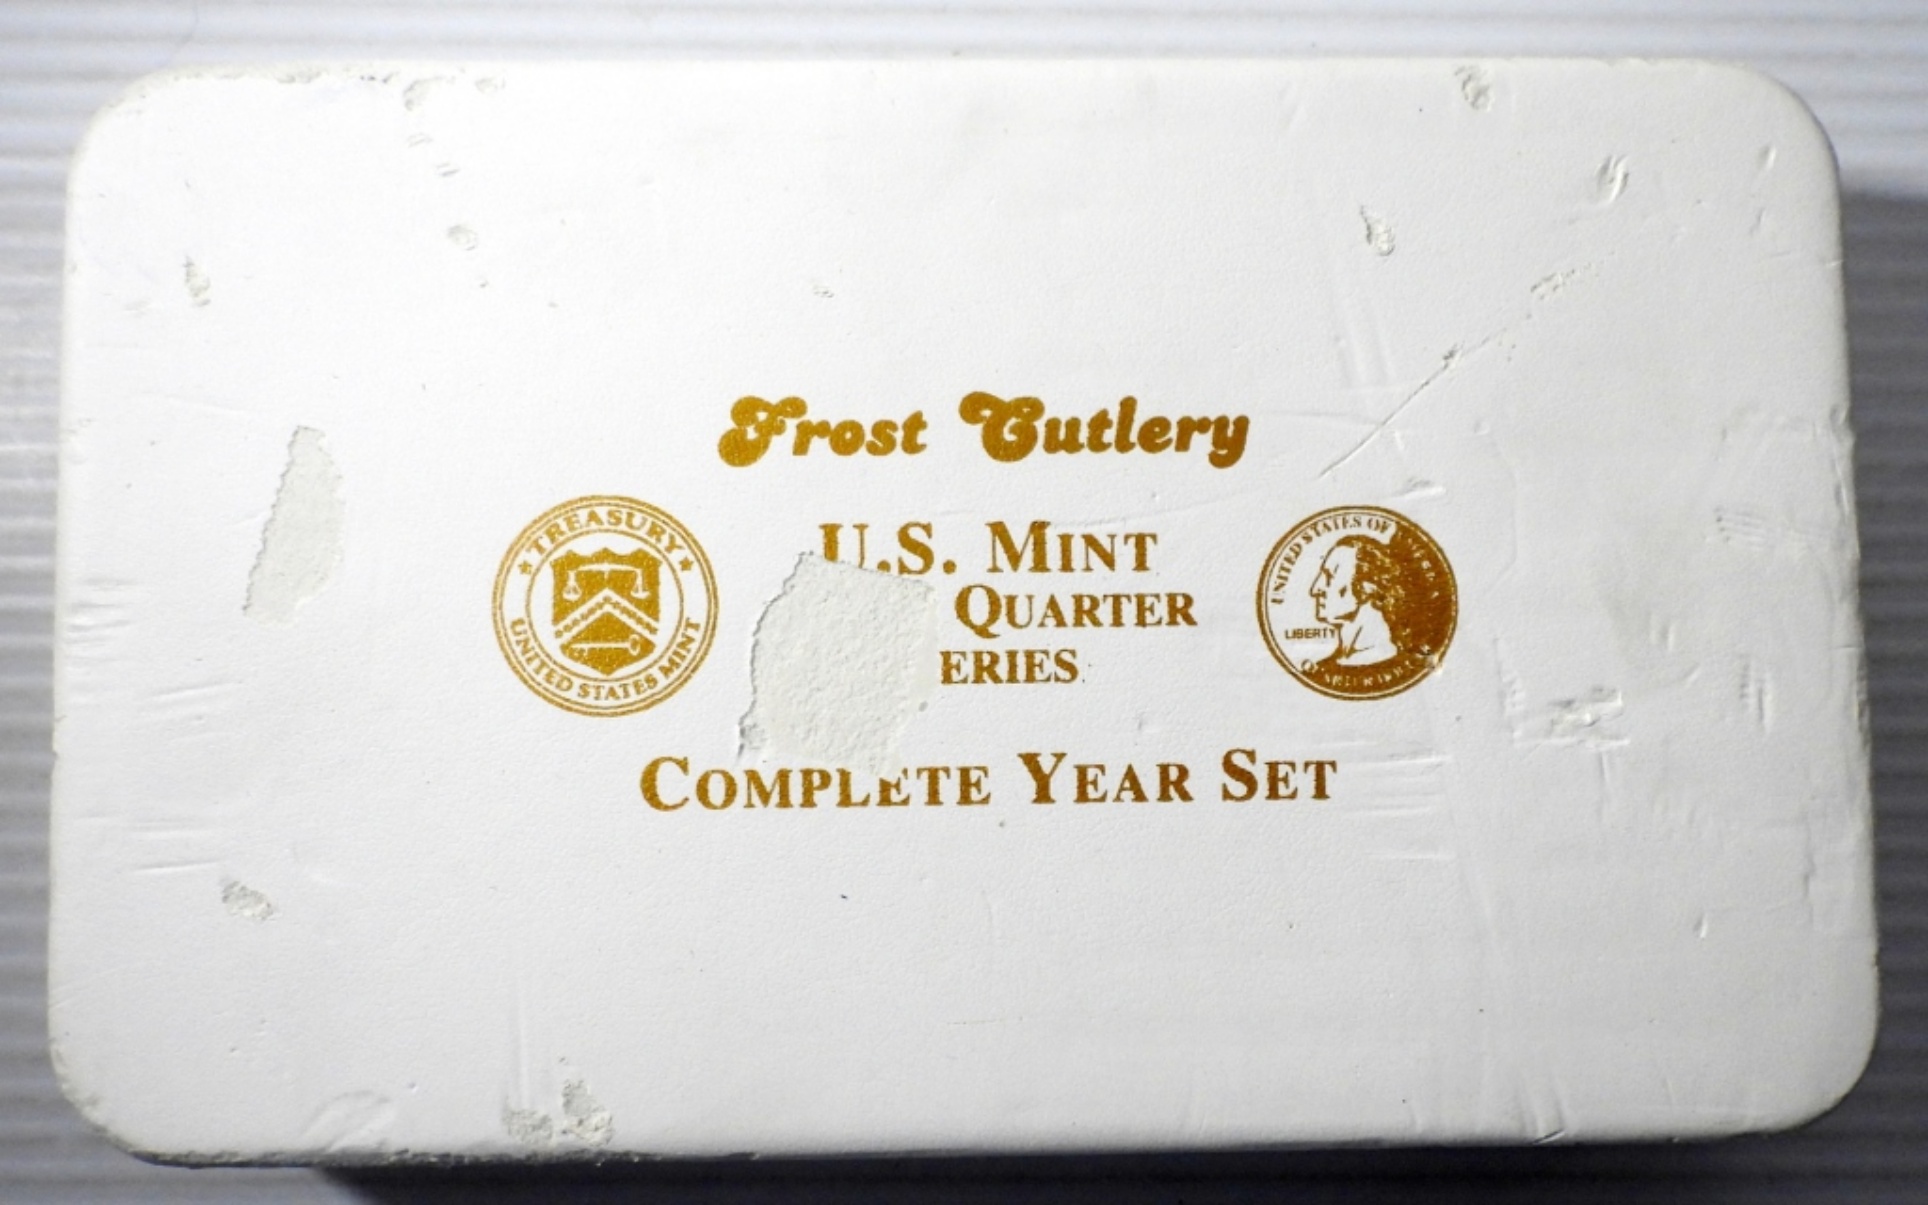 Frost Cutlery
TREASURY
UNITED STATES MINT
U.S. MINT
QUARTER
ERIES
UNITED STATES OF
LIBERTY
COMPLETE YEAR SET